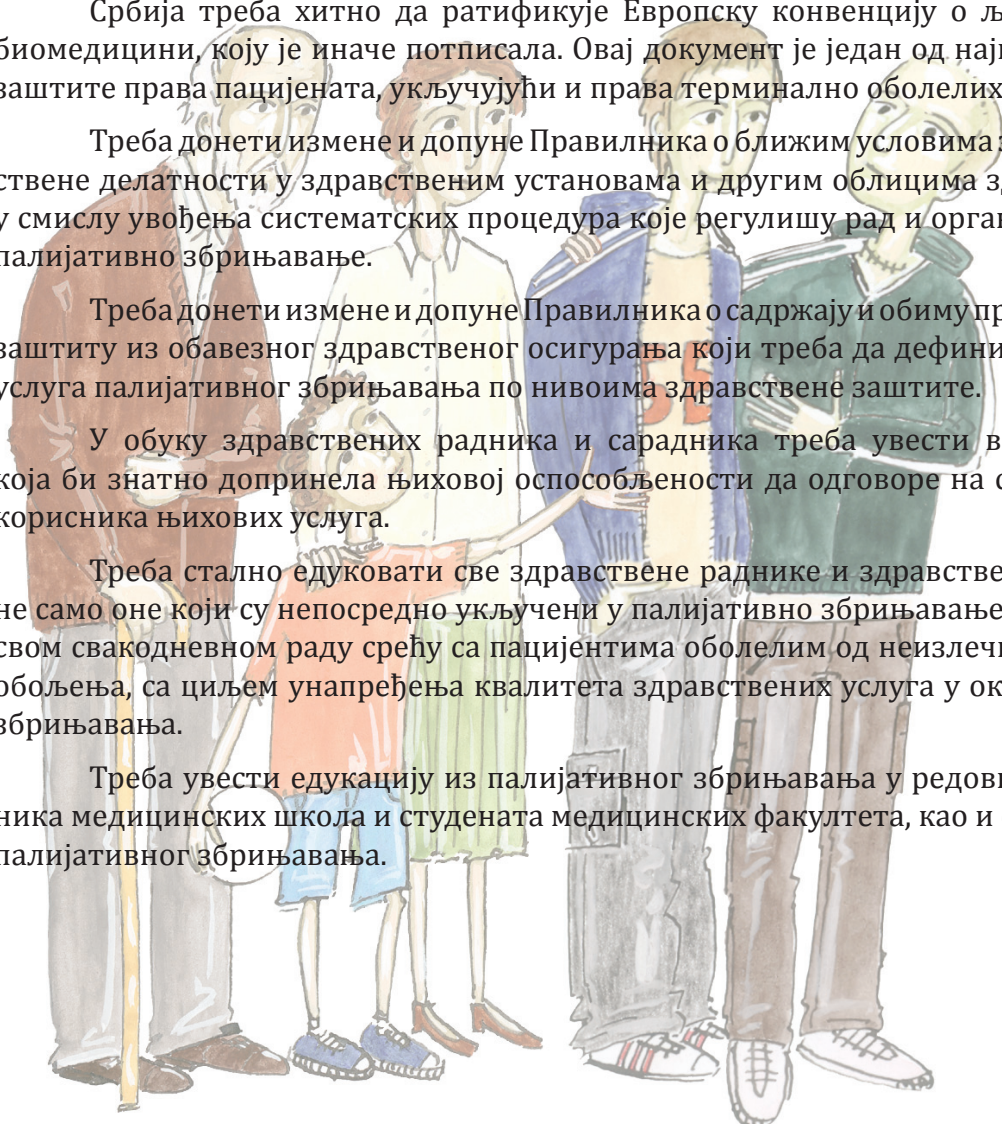 Србија треба хитно да ратификује Европску конвенцију о љ
биомедицини, коју је иначе потписала. Овај документ је један од нај
заштите права пацијената, укључујући и права терминално оболелих
Треба донети измене и допуне Правилника о ближим условима з
ствене делатности у здравственим установама и другим облицима зд
у смислу увођења систематских процедура које регулишу рад и орган
палијативно збрињавање.
Треба донети измене и допуне Правилника о садржају и обиму пр
заштиту из обавезног здравственог осигурања који треба да дефини
услуга палијативног збрињавања по нивоима здравствене заштите.
У обуку здравствених радника и сарадника треба увести в
која би знатно допринела њиховој оспособљености да одговоре на с
корисника њихових услуга.
Треба стално едуковати све здравствене раднике и здравстве
не само оне који су непосредно укључени у палијативно збрињавање
свом свакодневном раду срећу са пацијентима оболелим од неизлечи
обољења, са циљем унапређења квалитета здравствених услуга у ок
збрињавања.
Треба увести едукацију из палијативног збрињавања у редови
ника медицинских школа и студената медицинских факултета, као и
палијативног збрињавања.